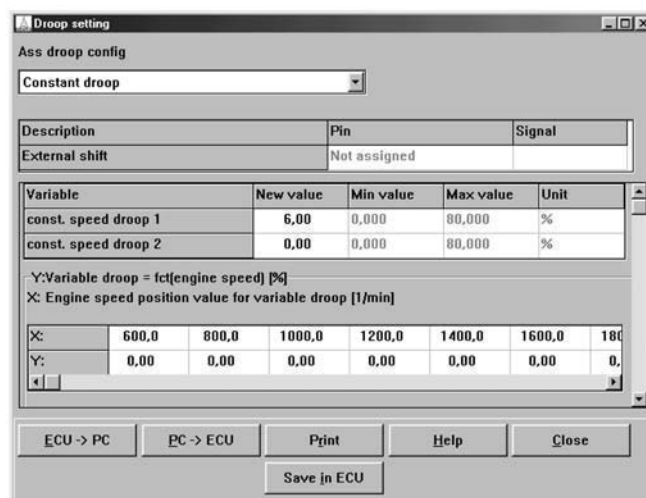 Droop setting
Ass droop config
Constant droop
Description Pin Signal
External shift Not assigned
Variable New value Min value Max value Unit
const. speed droop 1 6,00 0,000 80,000 %
const. speed droop 2 0,00 0,000 80,000 %
Y:Variable droop = fct(engine speed) [%]
X: Engine speed position value for variable droop [1/min]
X: 600,0 800,0 1000,0 1200,0 1400,0 1600,0 180
Y: 0,00 0,00 0,00 0,00 0,00 0,00 0,
ECU -> PC PC -> ECU Print Help Close
Save in ECU